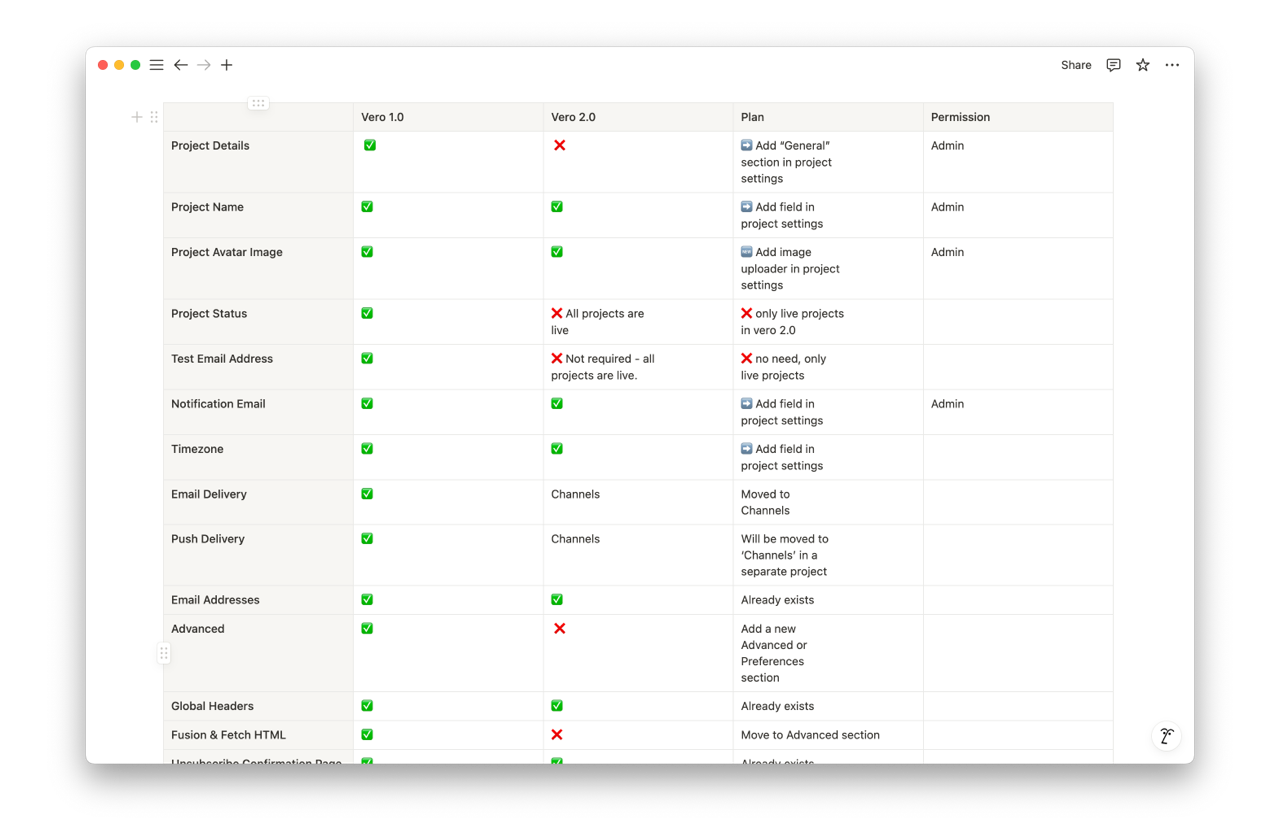 Share
Vero 1.0
Vero 2.0
Plan
Permission
Project Details
✅
❌
➡️ Add “General”
section in project
settings
Admin
Project Name
✅
✅
➡️ Add field in
project settings
Admin
Project Avatar Image
✅
✅
🆕 Add image
uploader in project
settings
Admin
Project Status
✅
❌ All projects are
live
❌ only live projects
in vero 2.0
Test Email Address
✅
❌ Not required - all
projects are live.
❌ no need, only
live projects
Notification Email
✅
✅
➡️ Add field in
project settings
Admin
Timezone
✅
✅
➡️ Add field in
project settings
Email Delivery
✅
Channels
Moved to
Channels
Push Delivery
✅
Channels
Will be moved to
‘Channels’ in a
separate project
Email Addresses
✅
✅
Already exists
Advanced
✅
❌
Add a new
Advanced or
Preferences
section
Global Headers
✅
✅
Already exists
Fusion & Fetch HTML
✅
❌
Move to Advanced section
Unsubscribe Confirmation Page
✅
✅
Already exists